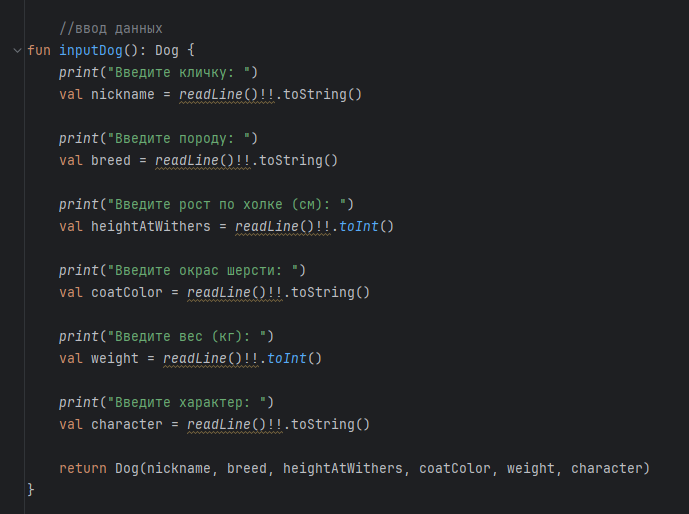 //ввод данных
fun inputDog(): Dog {
print("Введите кличку: ")
val nickname = readLine()!!.toString()
print("Введите породу: ")
val breed = readLine()!!.toString()
print("Введите рост по холке (см): ")
val heightAtWithers = readLine()!!.toInt()
print("Введите окрас шерсти: ")
val coatColor = readLine()!!.toString()
print("Введите вес (кг): ")
val weight = readLine()!!.toInt()
print("Введите характер: ")
val character = readLine()!!.toString()
return Dog(nickname, breed, heightAtWithers, coatColor, weight, character)
}